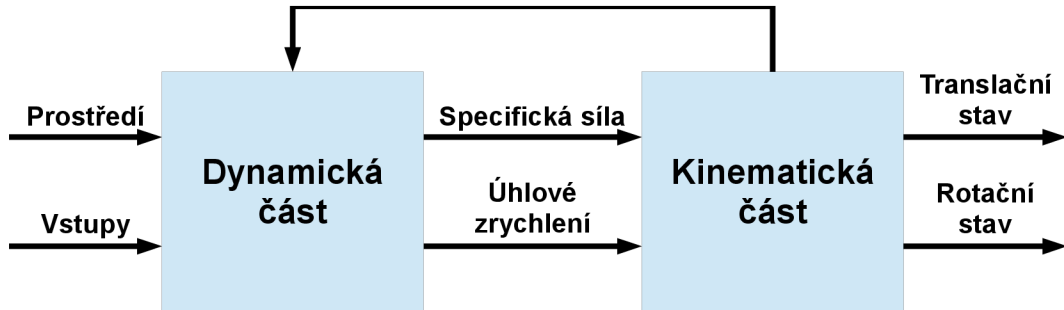 Prostředí
Vstupy
Dynamická
část
Specifická síla
Úhlové
zrychlení
Kinematická
část
Translační
stav
Rotační
stav